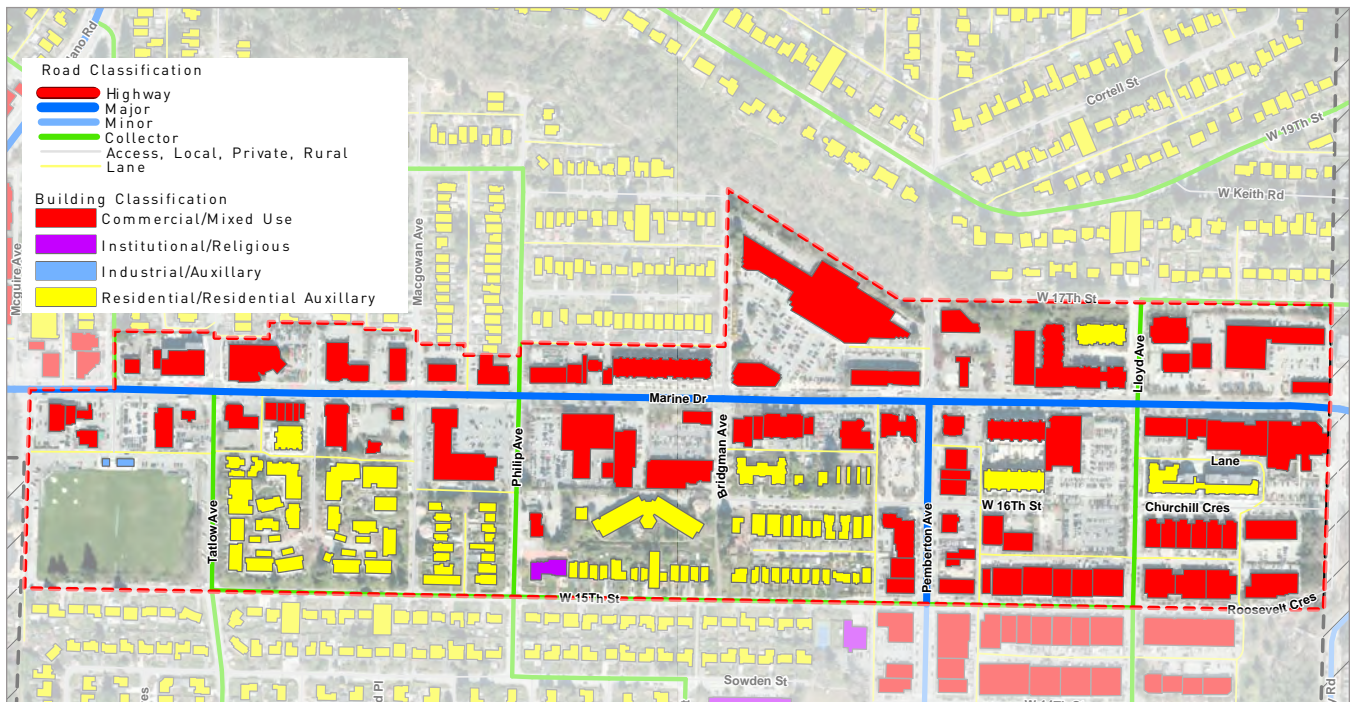 Road Classification
Highway
Major
Minor
Collector
Access, Local, Private, Rural
Lane
Building Classification
Commercial/Mixed Use
Institutional/Religious
Industrial/Auxillary
Residential/Residential Auxillary
Cortell St
W 19Th St
W Keith Rd
Mcguire Ave
Macgowan Ave
W 17Th St
Lloyd Ave
Marine Dr
Philip Ave
Bridgman Ave
Lane
W 16Th St
Churchill Cres
Tatlow Ave
Pemberton Ave
W 15Th St
Roosevelt Cres
Sowden St